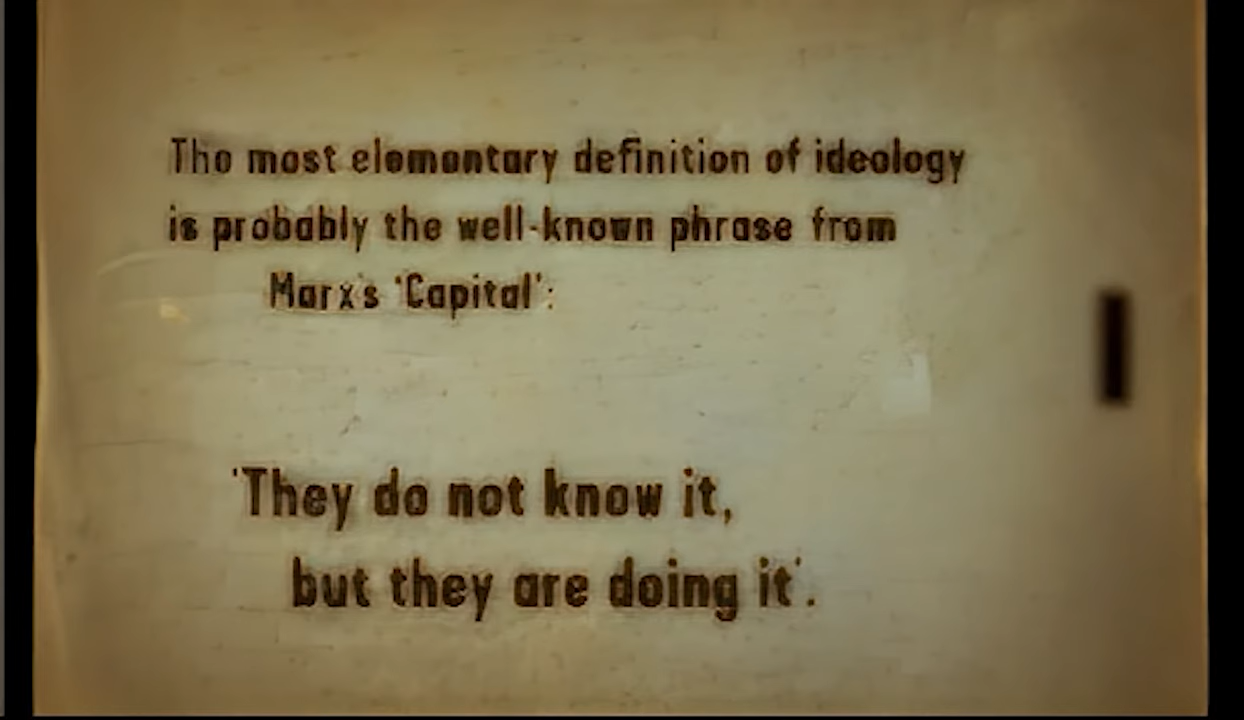 The most elementary definition of ideology
is probably the well-known phrase from
Marx's 'Capital':
'They do not know it,
but they are doing it'.